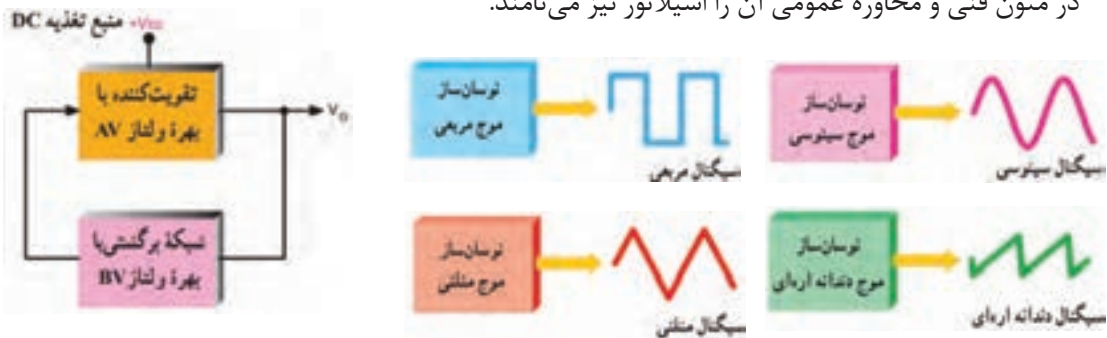 در متون فنی و محاوره عمومی آن را اسیلاتور نیز می‌نامند.
منبع تغذیه DC +Vcc
تقویت‌کننده با
بهرهٔ ولتاژ AV
Vo
شبکهٔ برگشتی با
بهرهٔ ولتاژ BV
نوسان‌ساز
موج سینوسی
سیگنال سینوسی
نوسان‌ساز
موج مربعی
سیگنال مربعی
نوسان‌ساز
موج دندانه اره‌ای
سیگنال دندانه اره‌ای
نوسان‌ساز
موج مثلثی
سیگنال مثلثی